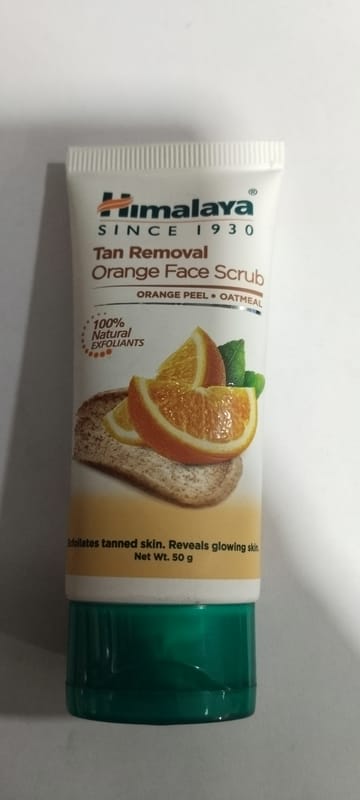 Himalaya®
SINCE 1930
Tan Removal
Orange Face Scrub
ORANGE PEEL • OATMEAL
100%
Natural
EXFOLIANTS
Exfoliates tanned skin. Reveals glowing skin.
Net Wt. 50 g